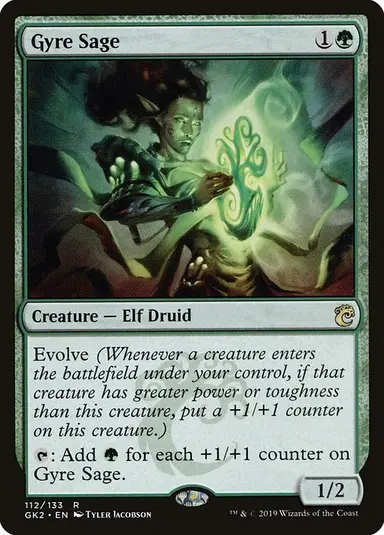 Gyre Sage 1
Creature — Elf Druid
Evolve (Whenever a creature enters
the battlefield under your control, if that
creature has greater power or toughness
than this creature, put a +1/+1 counter
on this creature.)
: Add for each +1/+1 counter on
Gyre Sage.
1/2
112/133 R
GK2 • EN Tyler Jacobson
™ & © 2019 Wizards of the Coast